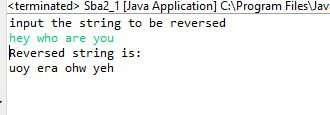 <terminated> Sba2_1 [Java Application] C:\Program Files\Jav
input the string to be reversed
hey who are you
Reversed string is:
uoy era ohw yeh